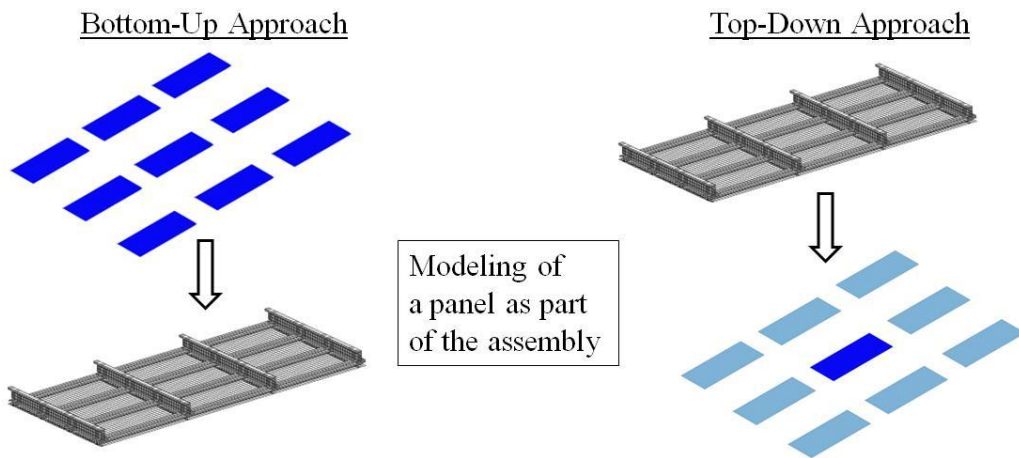 Bottom-Up Approach
Top-Down Approach
Modeling of
a panel as part
of the assembly